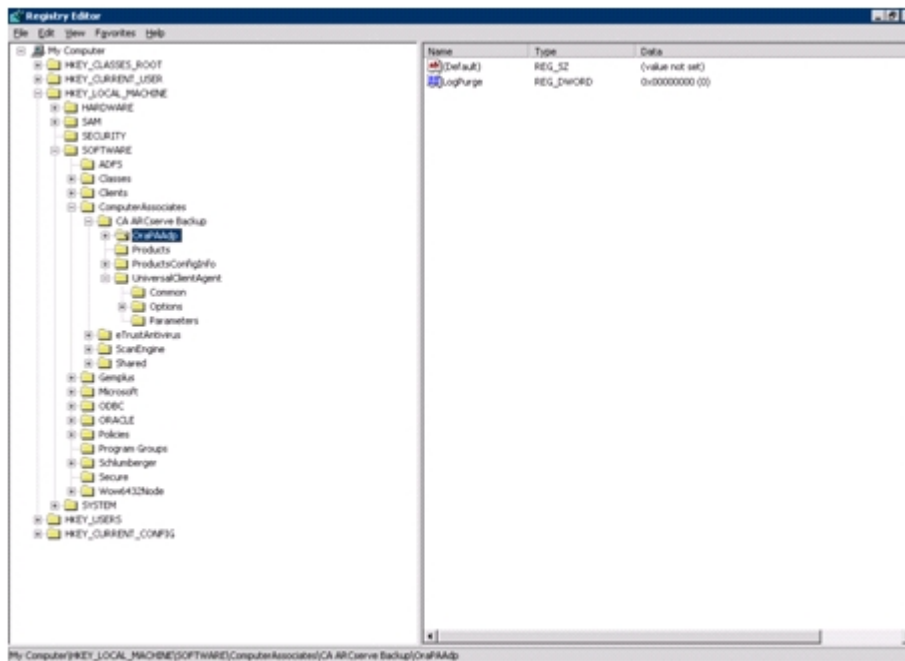 Registry Editor
File Edit View Favorites Help
My Computer
HKEY_CLASSES_ROOT
HKEY_CURRENT_USER
HKEY_LOCAL_MACHINE
HARDWARE
SAM
SECURITY
SOFTWARE
ADFS
Classes
Clients
ComputerAssociates
CA ARCserve Backup
OraPAAdp
Products
ProductsConfigInfo
UniversalClientAgent
Common
Options
Parameters
eTrustAntivirus
ScanEngine
Shared
Gemplus
Microsoft
ODBC
ORACLE
Policies
Program Groups
Schlumberger
Secure
Wow6432Node
SYSTEM
HKEY_USERS
HKEY_CURRENT_CONFIG
Name Type Data
(Default) REG_SZ (value not set)
LogPurge REG_DWORD 0x00000000 (0)
My Computer\HKEY_LOCAL_MACHINE\SOFTWARE\ComputerAssociates\CA ARCserve Backup\OraPAAdp